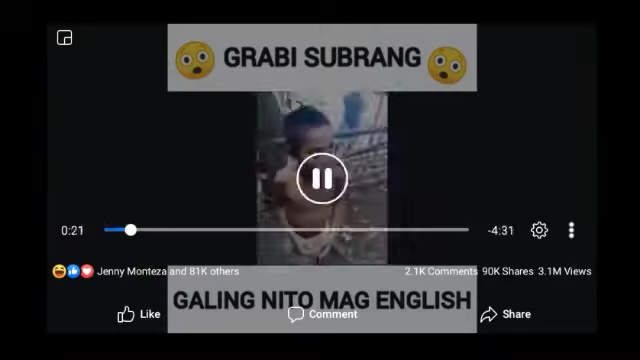 GRABI SUBRANG
0:21
-4:31
Jenny Monteza and 81K others
2.1K Comments 90K Shares 3.1M Views
GALING NITO MAG ENGLISH
Like
Comment
Share